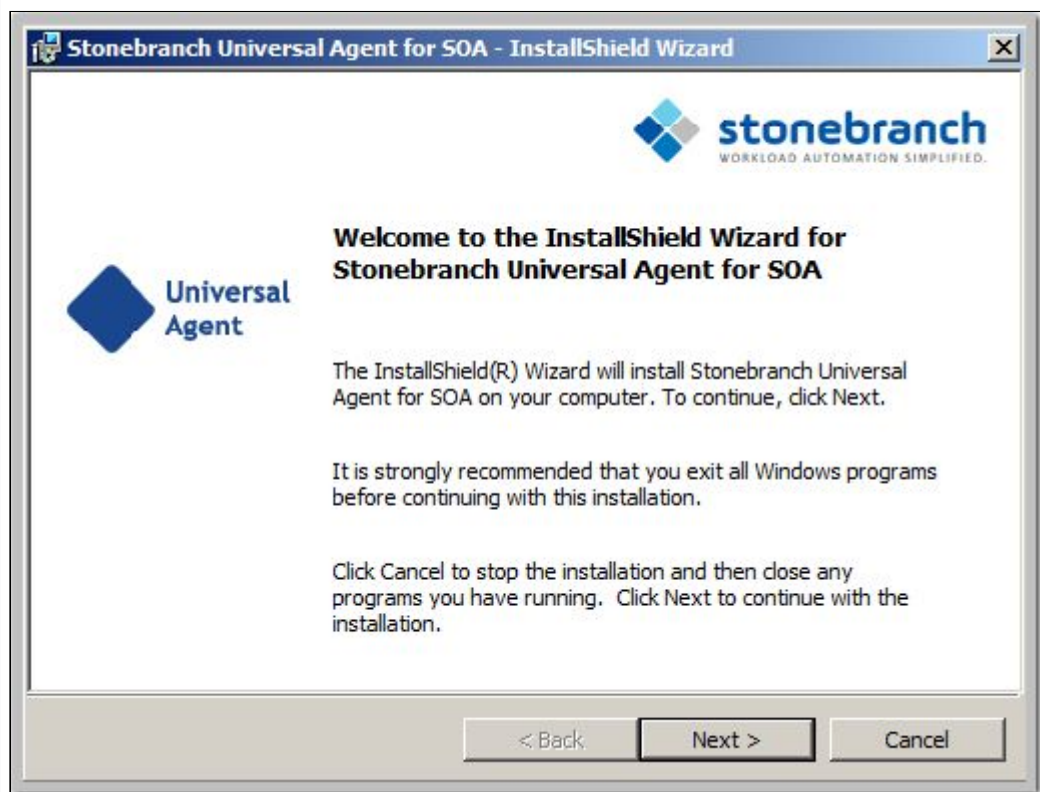 Stonebranch Universal Agent for SOA - InstallShield Wizard
stonebranch
WORKLOAD AUTOMATION SIMPLIFIED.
Universal
Agent
Welcome to the InstallShield Wizard for
Stonebranch Universal Agent for SOA
The InstallShield(R) Wizard will install Stonebranch Universal
Agent for SOA on your computer. To continue, click Next.
It is strongly recommended that you exit all Windows programs
before continuing with this installation.
Click Cancel to stop the installation and then close any
programs you have running.  Click Next to continue with the
installation.
< Back
Next >
Cancel